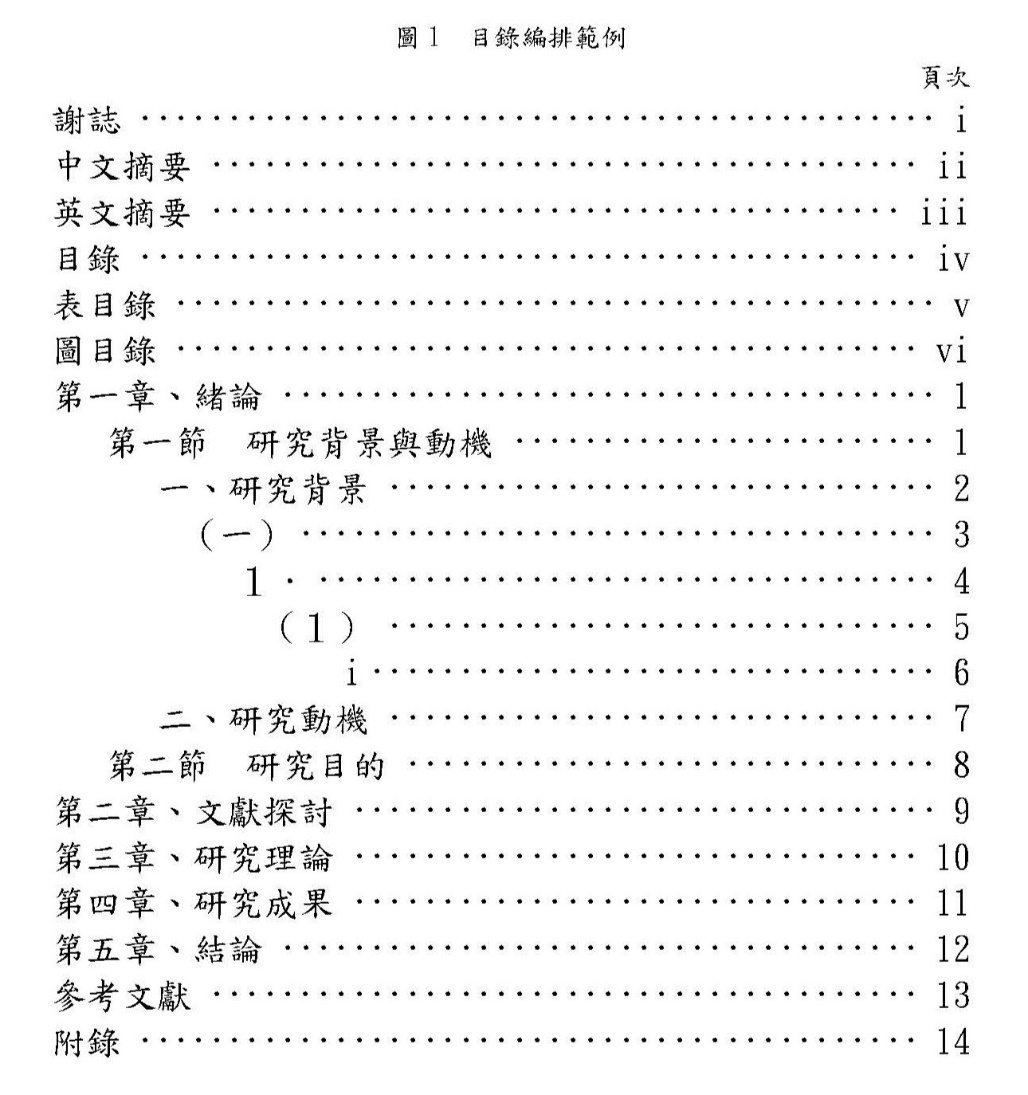 圖1　目錄編排範例
頁次
謝誌 ············································· i
中文摘要 ········································ ii
英文摘要 ······································· iii
目錄 ············································ iv
表目錄 ··········································· v
圖目錄 ·········································· vi
第一章、緒論 ····································· 1
第一節　研究背景與動機 ························ 1
一、研究背景 ······························· 2
（一） ···································· 3
1．··································· 4
（1） ······························· 5
i ································ 6
二、研究動機 ······························· 7
第二節　研究目的 ······························ 8
第二章、文獻探討 ································· 9
第三章、研究理論 ································ 10
第四章、研究成果 ································ 11
第五章、結論 ···································· 12
參考文獻 ········································ 13
附錄 ············································ 14